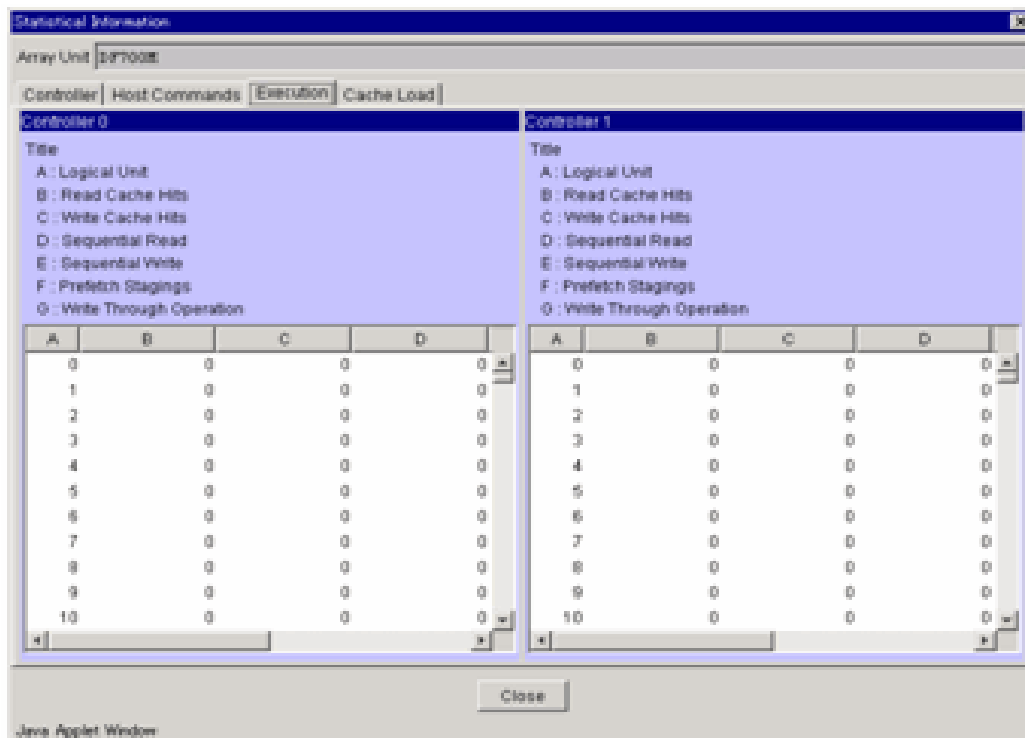 Statistical Information
Array Unit
Controller Host Commands Execution Cache Load
Controller 0
Title
A : Logical Unit
B : Read Cache Hits
C : Write Cache Hits
D : Sequential Read
E : Sequential Write
F : Prefetch Stagings
G : Write Through Operation
A B C D
0 0 0 0
1 0 0 0
2 0 0 0
3 0 0 0
4 0 0 0
5 0 0 0
6 0 0 0
7 0 0 0
8 0 0 0
9 0 0 0
10 0 0 0
Controller 1
Title
A : Logical Unit
B : Read Cache Hits
C : Write Cache Hits
D : Sequential Read
E : Sequential Write
F : Prefetch Stagings
G : Write Through Operation
A B C D
0 0 0 0
1 0 0 0
2 0 0 0
3 0 0 0
4 0 0 0
5 0 0 0
6 0 0 0
7 0 0 0
8 0 0 0
9 0 0 0
10 0 0 0
Close
Java Applet Window